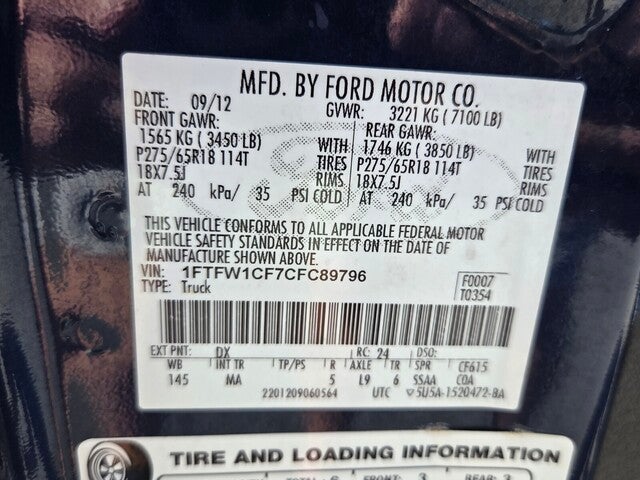 MFD. BY FORD MOTOR CO.
DATE: 09/12 GVWR: 3221 KG ( 7100 LB)
FRONT GAWR: REAR GAWR:
1565 KG ( 3450 LB) WITH 1746 KG ( 3850 LB) WITH
P275/65R18 114T TIRES P275/65R18 114T TIRES
18X7.5J RIMS 18X7.5J RIMS
AT 240 kPa/ 35 PSI COLD AT 240 kPa/ 35 PSI COLD
THIS VEHICLE CONFORMS TO ALL APPLICABLE FEDERAL MOTOR
VEHICLE SAFETY STANDARDS IN EFFECT ON THE DATE OF
MANUFACTURE SHOWN ABOVE.
VIN: 1FTFW1CF7CFC89796 F0007
TYPE: Truck T0354
EXT PNT: DX RC: 24 DSO:
WB INT TR TP/PS R AXLE TR SPR CF615
145 MA 5 L9 6 SSAA COA
2201209060564 UTC ▽5U5A-1520472-BA
TIRE AND LOADING INFORMATION